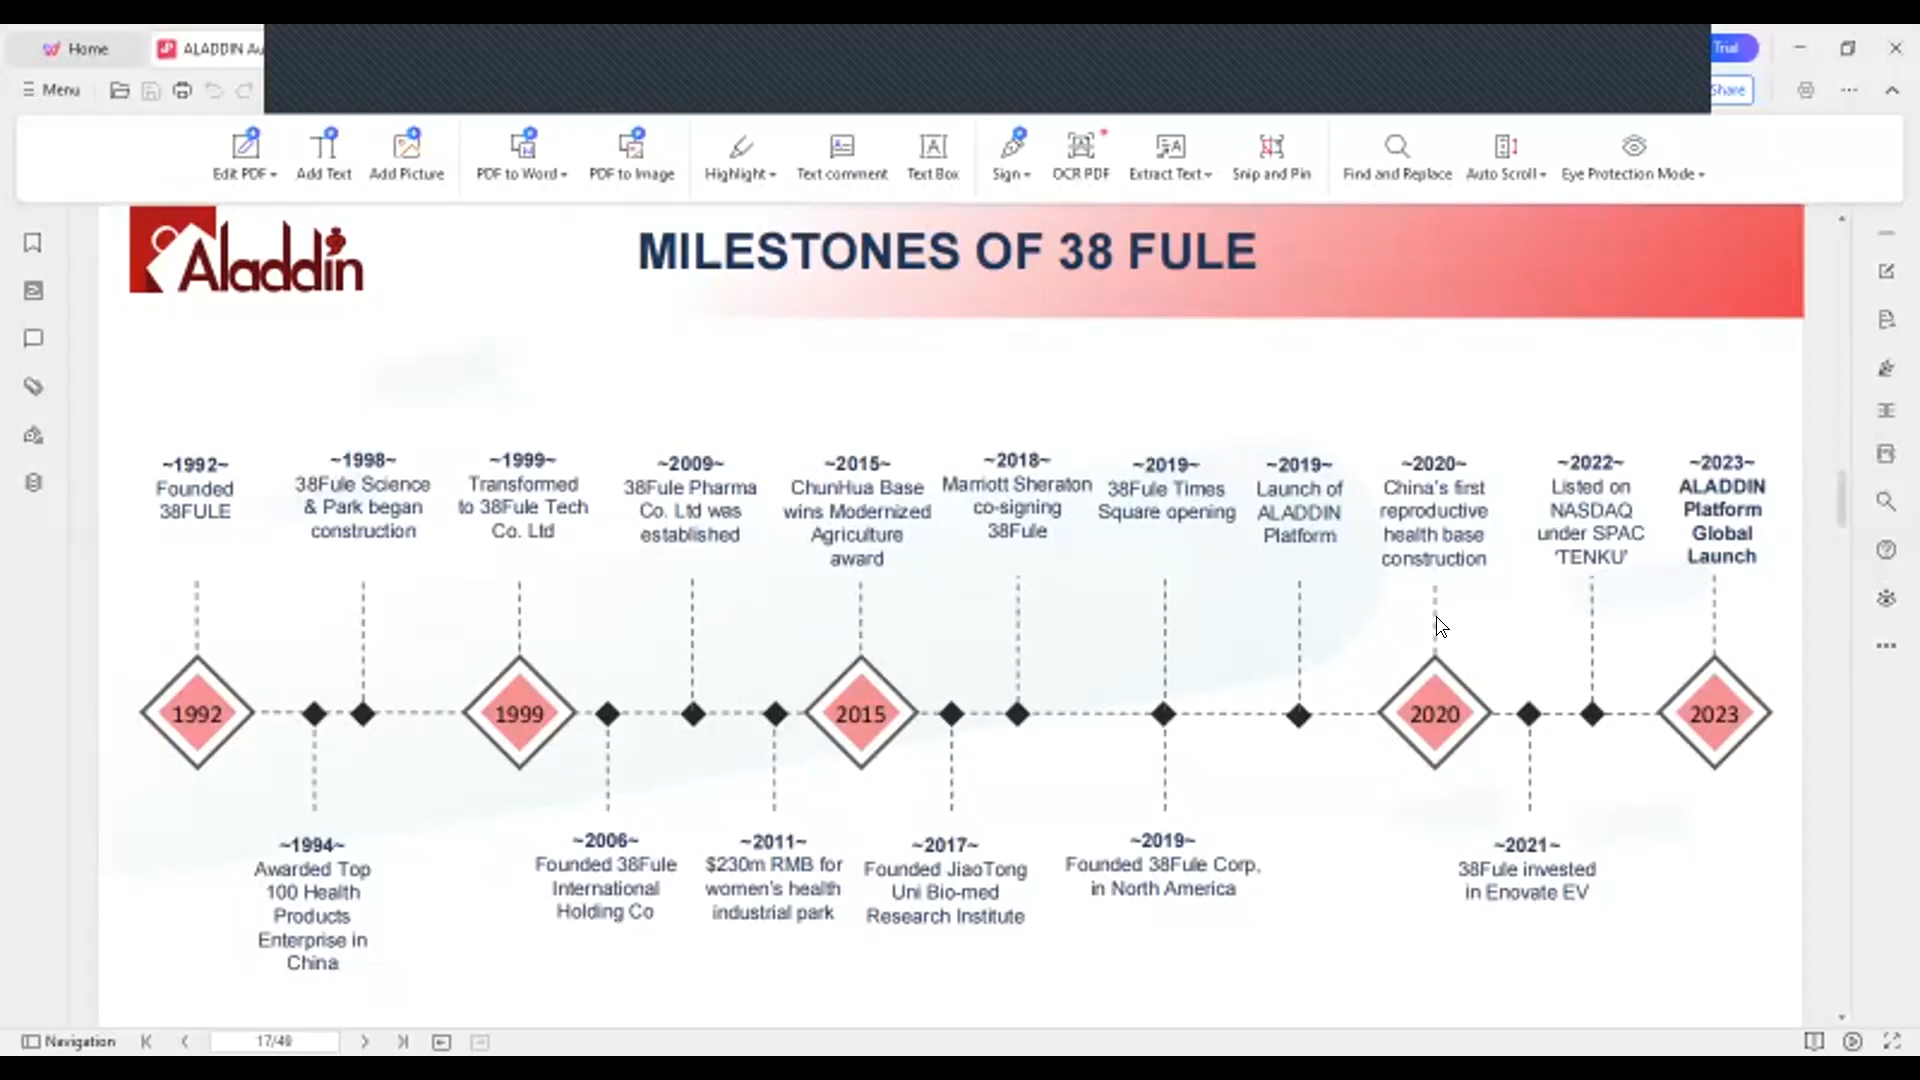 Home
ALADDIN Au
Trial
Menu
Share
Edit PDF
Add Text
Add Picture
PDF to Word
PDF to Image
Highlight
Text comment
Text Box
Sign
OCR PDF
Extract Text
Snip and Pin
Find and Replace
Auto Scroll
Eye Protection Mode
Aladdin
MILESTONES OF 38 FULE
~1992~
Founded
38FULE
~1998~
38Fule Science
& Park began
construction
~1999~
Transformed
to 38Fule Tech
Co. Ltd
~2009~
38Fule Pharma
Co. Ltd was
established
~2015~
ChunHua Base
wins Modernized
Agriculture
award
~2018~
Marriott Sheraton
co-signing
38Fule
~2019~
38Fule Times
Square opening
~2019~
Launch of
ALADDIN
Platform
~2020~
China's first
reproductive
health base
construction
~2022~
Listed on
NASDAQ
under SPAC
'TENKU'
~2023~
ALADDIN
Platform
Global
Launch
1992
1999
2015
2020
2023
~1994~
Awarded Top
100 Health
Products
Enterprise in
China
~2006~
Founded 38Fule
International
Holding Co
~2011~
$230m RMB for
women's health
industrial park
~2017~
Founded JiaoTong
Uni Bio-med
Research Institute
~2019~
Founded 38Fule Corp,
in North America
~2021~
38Fule invested
in Enovate EV
Navigation
17/49